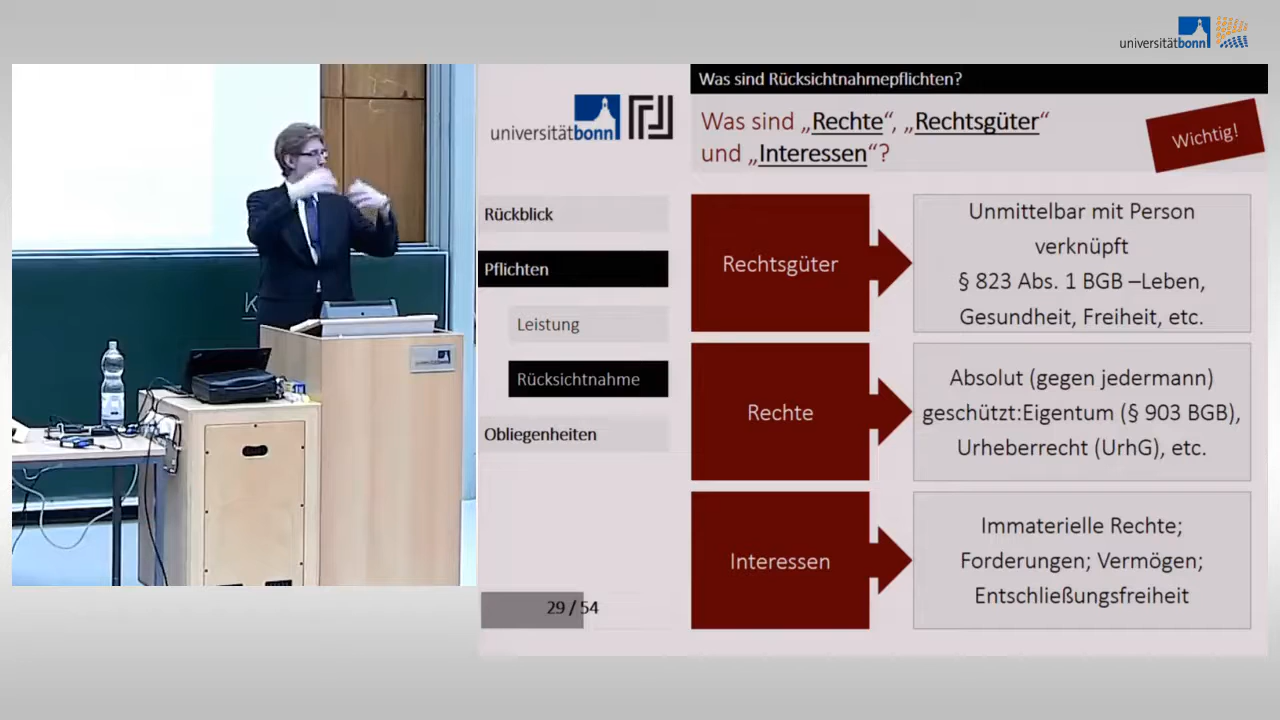 universitätbonn
Was sind Rücksichtnahmepflichten?
universitätbonn
Was sind „Rechte“, „Rechtsgüter“
und „Interessen“?
Wichtig!
Rückblick
Pflichten
Leistung
Rücksichtnahme
Obliegenheiten
Rechtsgüter
Unmittelbar mit Person
verknüpft
§ 823 Abs. 1 BGB –Leben,
Gesundheit, Freiheit, etc.
Rechte
Absolut (gegen jedermann)
geschützt:Eigentum (§ 903 BGB),
Urheberrecht (UrhG), etc.
Interessen
Immaterielle Rechte;
Forderungen; Vermögen;
Entschließungsfreiheit
29 / 54
K